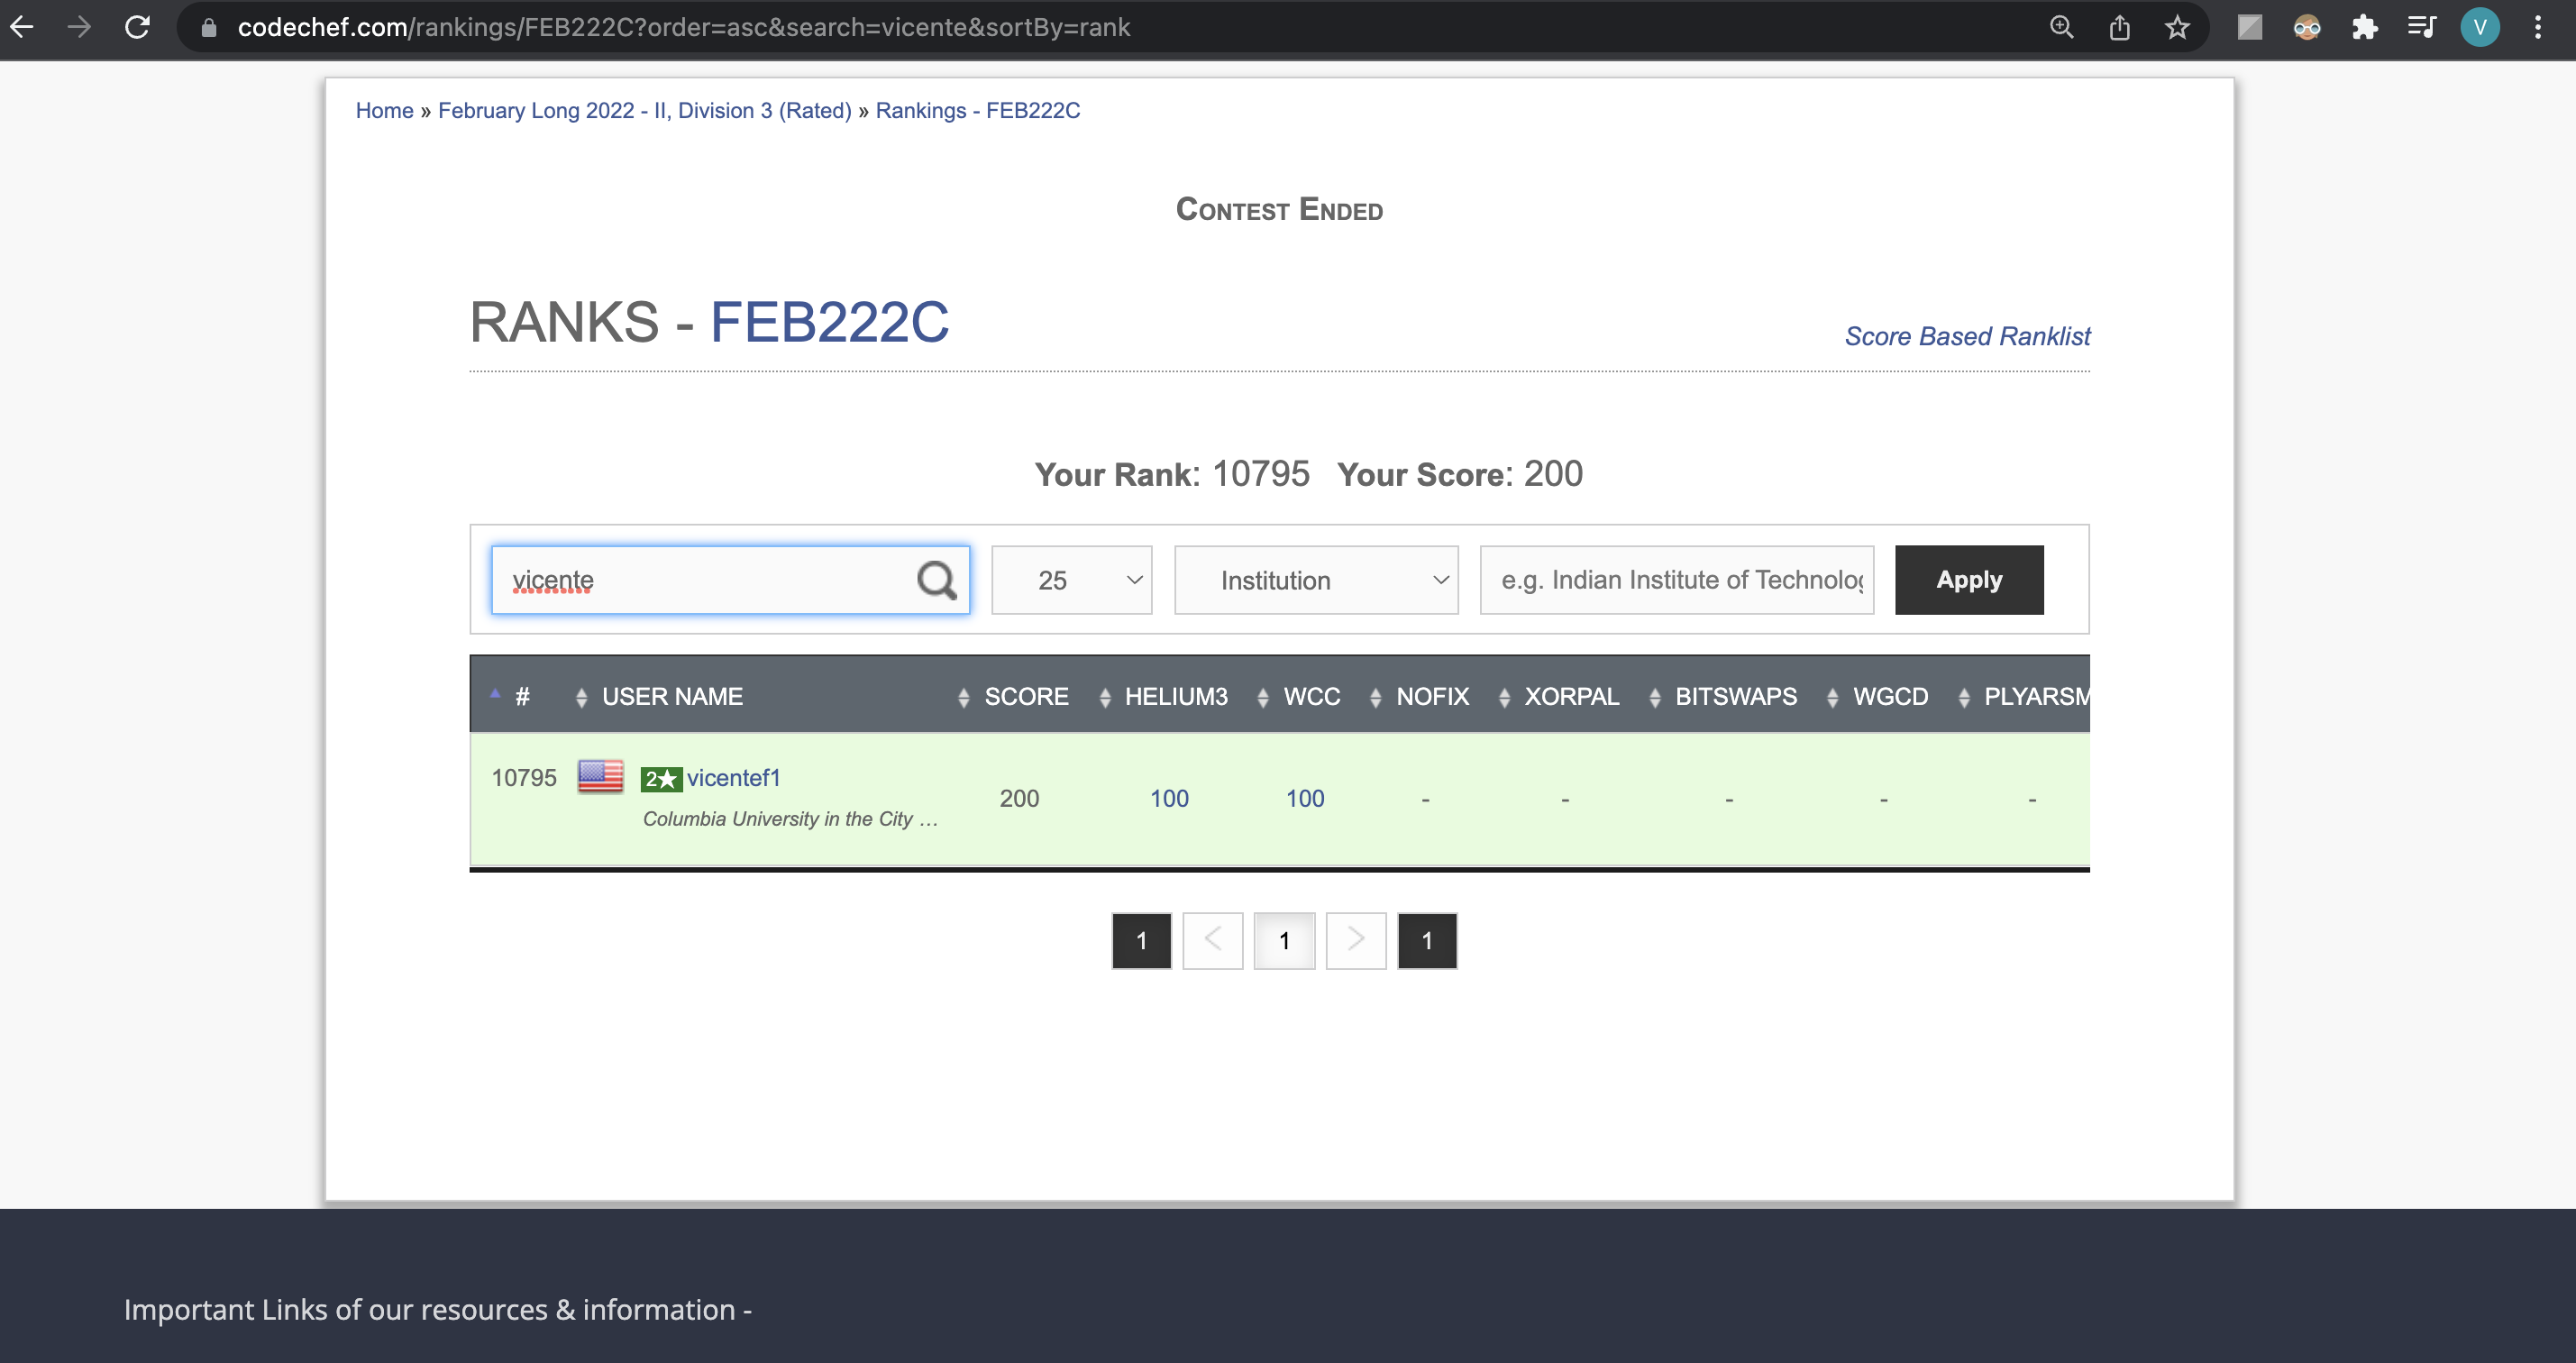 codechef.com/rankings/FEB222C?order=asc&search=vicente&sortBy=rank
V
Home » February Long 2022 - II, Division 3 (Rated) » Rankings - FEB222C
Contest Ended
RANKS - FEB222C
Score Based Ranklist
Your Rank: 10795 Your Score: 200
vicente 25 Institution e.g. Indian Institute of Technolog Apply
# USER NAME SCORE HELIUM3 WCC NOFIX XORPAL BITSWAPS WGCD PLYARSM
10795 2★ vicentef1 200 100 100 - - - - -
Columbia University in the City ...
1 < 1 > 1
Important Links of our resources & information -